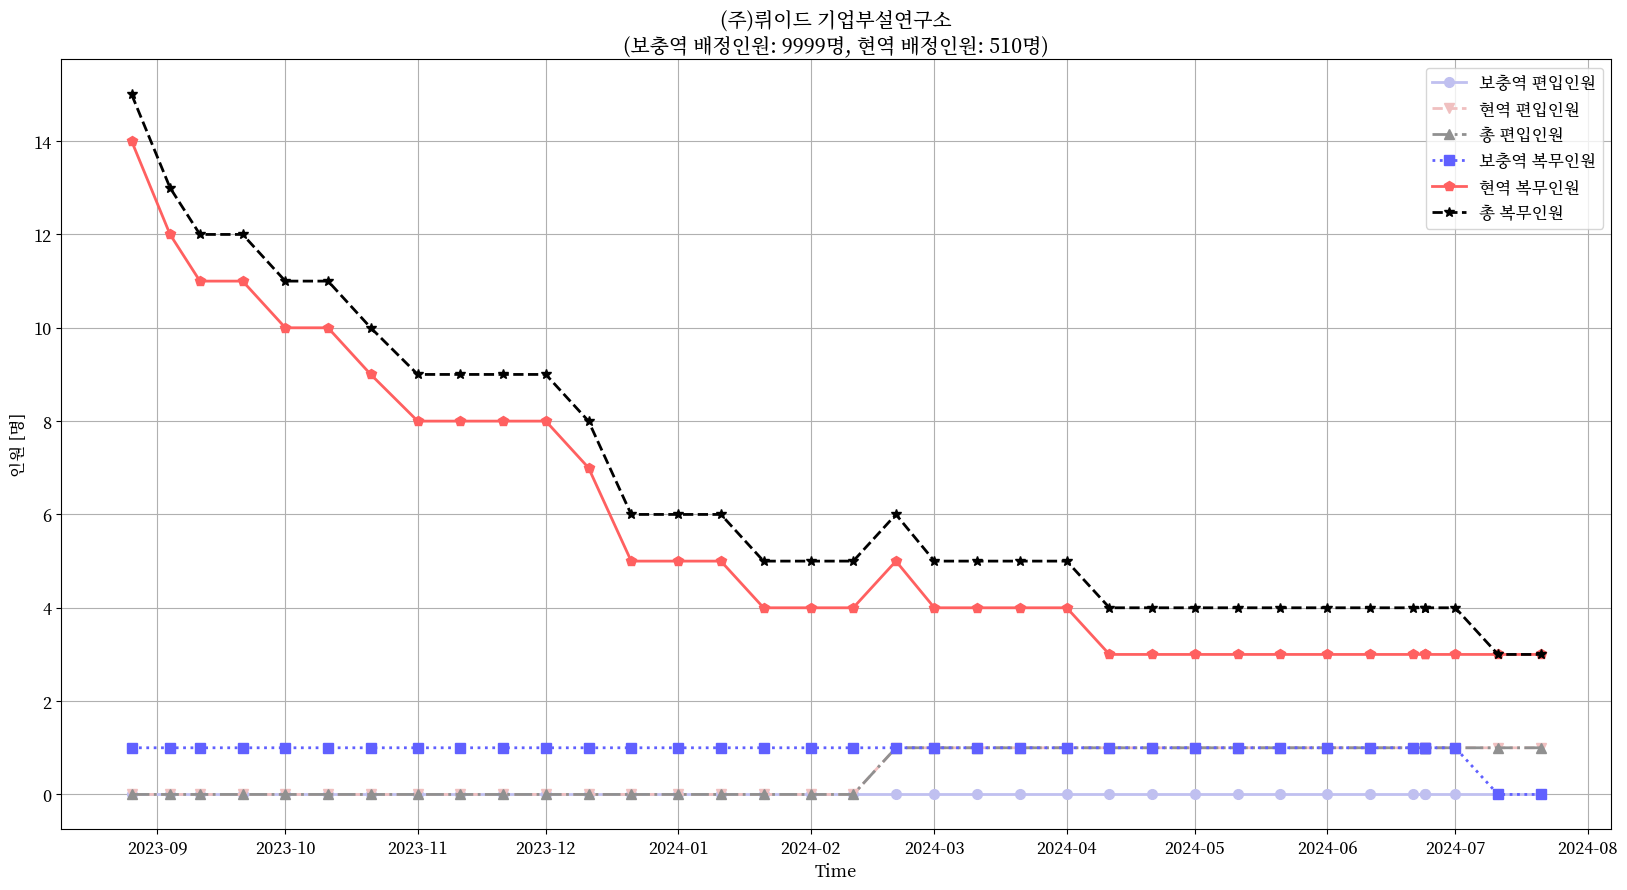 (주)뤼이드 기업부설연구소
(보충역 배정인원: 9999명, 현역 배정인원: 510명)
보충역 편입인원
현역 편입인원
총 편입인원
보충역 복무인원
현역 복무인원
총 복무인원
인원 [명]
14
12
10
8
6
4
2
0
2023-09
2023-10
2023-11
2023-12
2024-01
2024-02
2024-03
2024-04
2024-05
2024-06
2024-07
2024-08
Time